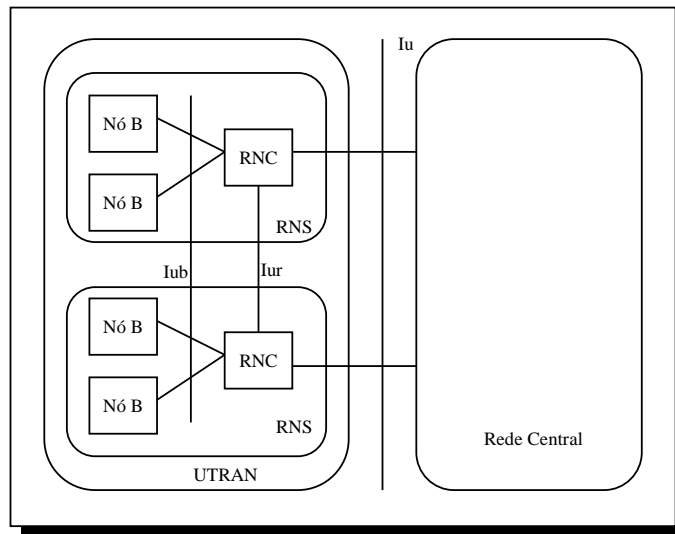 Iu
Nó B
RNC
Nó B
RNS
Iub
Iur
Nó B
RNC
Nó B
RNS
Rede Central
UTRAN